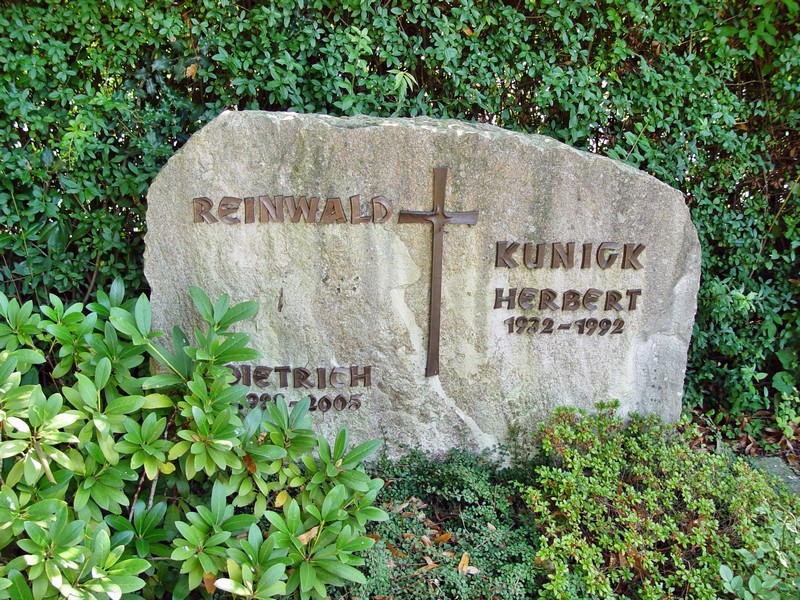 REINWALD
DIETRICH
2005
KUNIGK
HERBERT
1932-1992